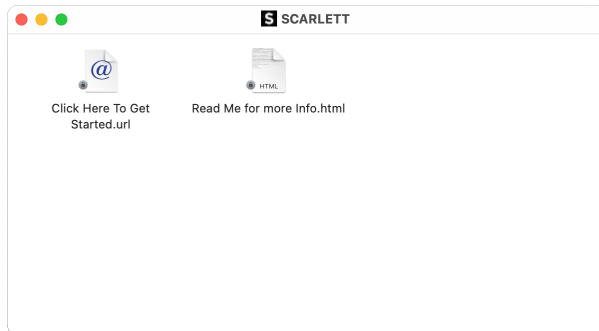 S SCARLETT
@
HTML
Click Here To Get
Started.url
Read Me for more Info.html